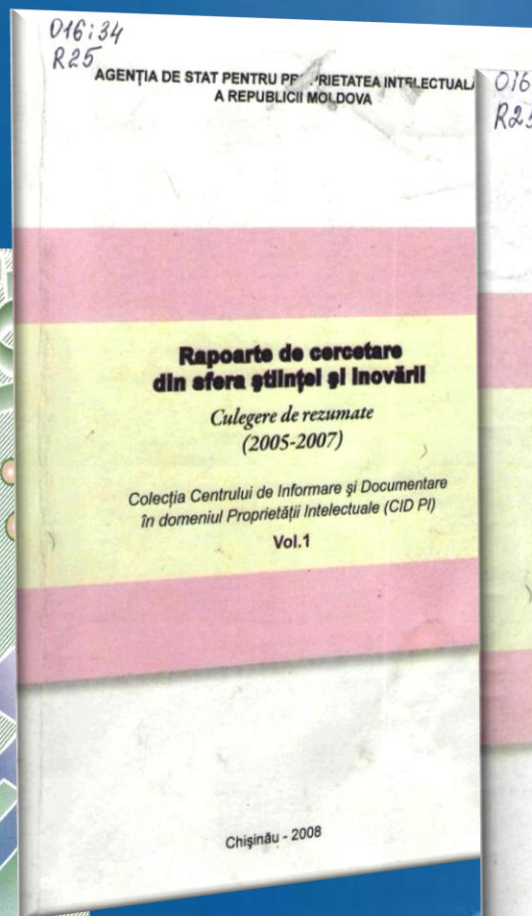 016:34
R25
AGENȚIA DE STAT PENTRU PROPRIETATEA INTELECTUALĂ
A REPUBLICII MOLDOVA
Rapoarte de cercetare
din sfera științei și inovării
Culegere de rezumate
(2005-2007)
Colecția Centrului de Informare și Documentare
în domeniul Proprietății Intelectuale (CID PI)
Vol.1
Chișinău - 2008
016
R25